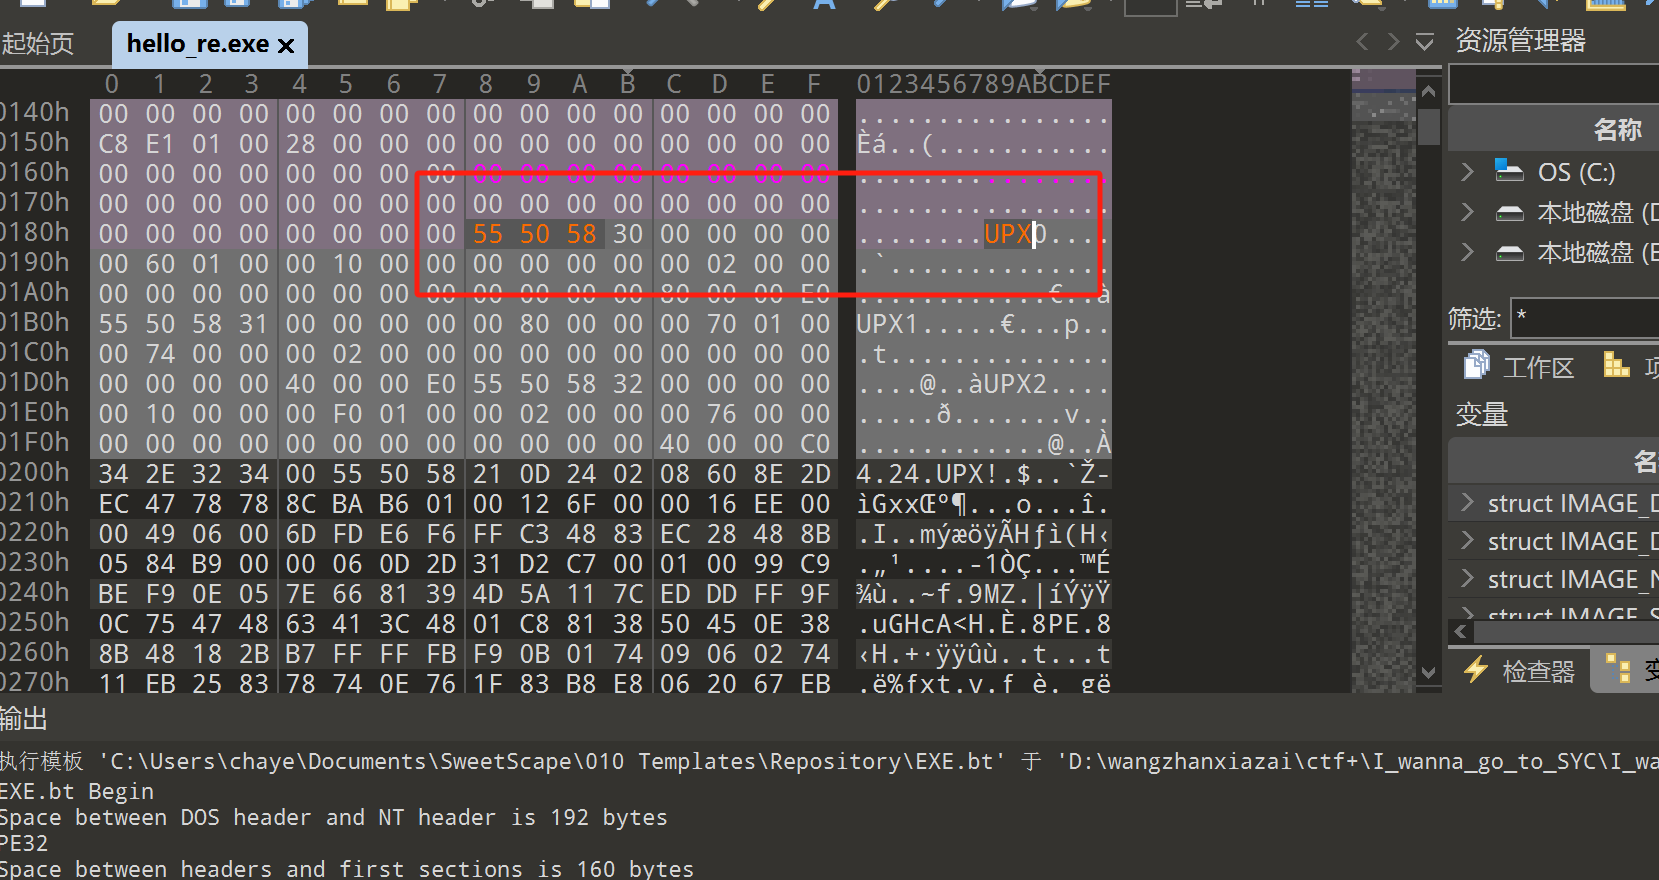 起始页 hello_re.exe × 资源管理器
0 1 2 3 4 5 6 7 8 9 A B C D E F 0123456789ABCDEF
0140h 00 00 00 00 00 00 00 00 00 00 00 00 00 00 00 00 ................
0150h C8 E1 01 00 28 00 00 00 00 00 00 00 00 00 00 00 Èá..(...........
0160h 00 00 00 00 00 00 00 00 00 00 00 00 00 00 00 00 ................
0170h 00 00 00 00 00 00 00 00 00 00 00 00 00 00 00 00 ................
0180h 00 00 00 00 00 00 00 00 55 50 58 30 00 00 00 00 ........UPX0....
0190h 00 60 01 00 00 10 00 00 00 00 00 00 00 02 00 00 .`..............
01A0h 00 00 00 00 00 00 00 00 00 00 00 00 80 00 00 E0 ............€..à
01B0h 55 50 58 31 00 00 00 00 00 80 00 00 00 70 01 00 UPX1.....€...p..
01C0h 00 74 00 00 00 02 00 00 00 00 00 00 00 00 00 00 .t..............
01D0h 00 00 00 00 40 00 00 E0 55 50 58 32 00 00 00 00 ....@..àUPX2....
01E0h 00 10 00 00 00 F0 01 00 00 02 00 00 00 76 00 00 .....ð.......v..
01F0h 00 00 00 00 00 00 00 00 00 00 00 00 40 00 00 C0 ............@..À
0200h 34 2E 32 34 00 55 50 58 21 0D 24 02 08 60 8E 2D 4.24.UPX!.$..`Ž-
0210h EC 47 78 78 8C BA B6 01 00 12 6F 00 00 16 EE 00 ìGxxŒº¶...o...î.
0220h 00 49 06 00 6D FD E6 F6 FF C3 48 83 EC 28 48 8B .I..mýæöÿÃHƒì(H‹
0230h 05 84 B9 00 00 06 0D 2D 31 D2 C7 00 01 00 99 C9 .„¹....-1ÒÇ...™É
0240h BE F9 0E 05 7E 66 81 39 4D 5A 11 7C ED DD FF 9F ¾ù..~f.9MZ.|íÝÿŸ
0250h 0C 75 47 48 63 41 3C 48 01 C8 81 38 50 45 0E 38 .uGHcA<H.È.8PE.8
0260h 8B 48 18 2B B7 FF FF FB F9 0B 01 74 09 06 02 74 ‹H.+·ÿÿûù..t...t
0270h 11 EB 25 83 78 74 0E 76 1F 83 B8 E8 06 20 67 EB .ë%fxt.v.f è. gë
名称
OS (C:)
本地磁盘 (D
本地磁盘 (E
筛选: *
工作区
变量
struct IMAGE_D
struct IMAGE_D
struct IMAGE_N
struct IMAGE_S
检查器
输出
执行模板 'C:\Users\chaye\Documents\SweetScape\010 Templates\Repository\EXE.bt' 于 'D:\wangzhanxiazai\ctf+\I_wanna_go_to_SYC\I_wa
EXE.bt Begin
Space between DOS header and NT header is 192 bytes
PE32
Space between headers and first sections is 160 bytes